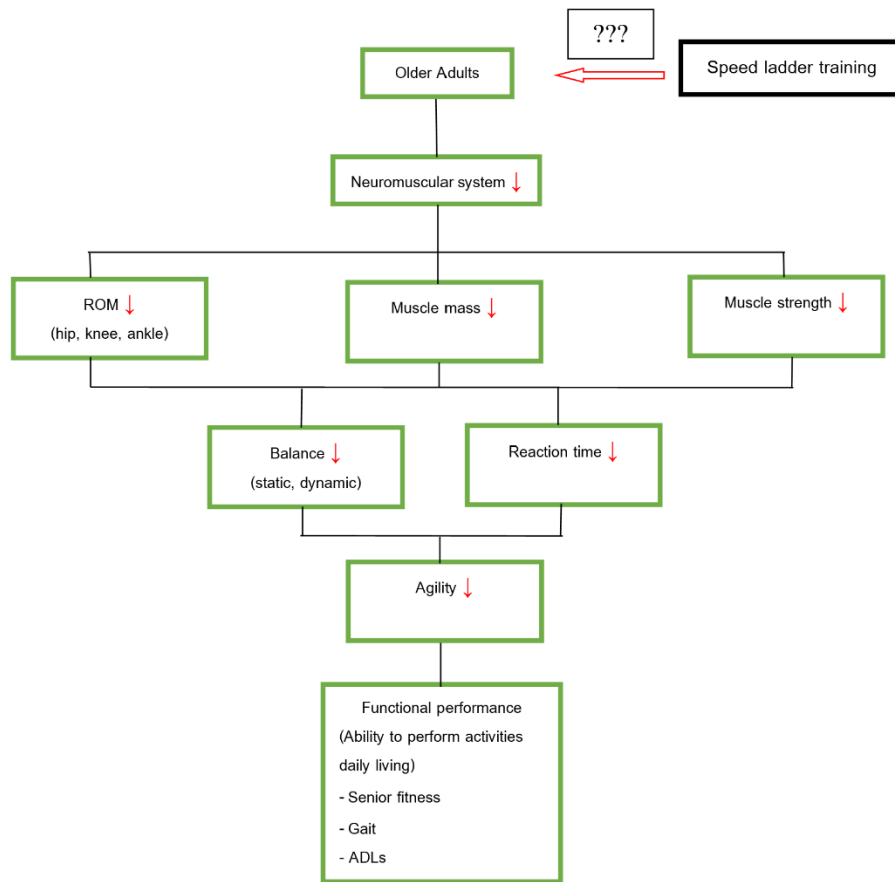 ???
Speed ladder training
Older Adults
Neuromuscular system ↓
ROM ↓
(hip, knee, ankle)
Muscle mass ↓
Muscle strength ↓
Balance ↓
(static, dynamic)
Reaction time ↓
Agility ↓
Functional performance
(Ability to perform activities
daily living)
- Senior fitness
- Gait
- ADLs